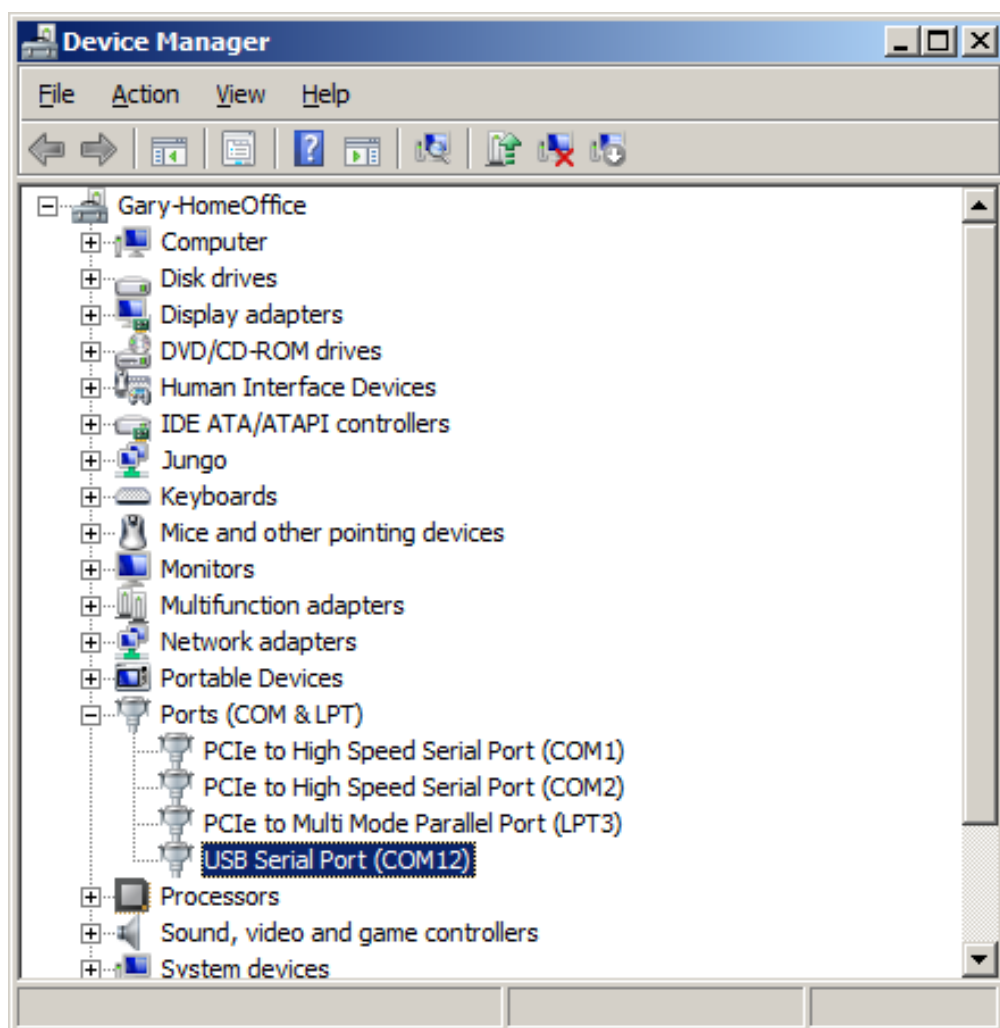 Device Manager
File Action View Help
Gary-HomeOffice
Computer
Disk drives
Display adapters
DVD/CD-ROM drives
Human Interface Devices
IDE ATA/ATAPI controllers
Jungo
Keyboards
Mice and other pointing devices
Monitors
Multifunction adapters
Network adapters
Portable Devices
Ports (COM & LPT)
PCIe to High Speed Serial Port (COM1)
PCIe to High Speed Serial Port (COM2)
PCIe to Multi Mode Parallel Port (LPT3)
USB Serial Port (COM12)
Processors
Sound, video and game controllers
System devices